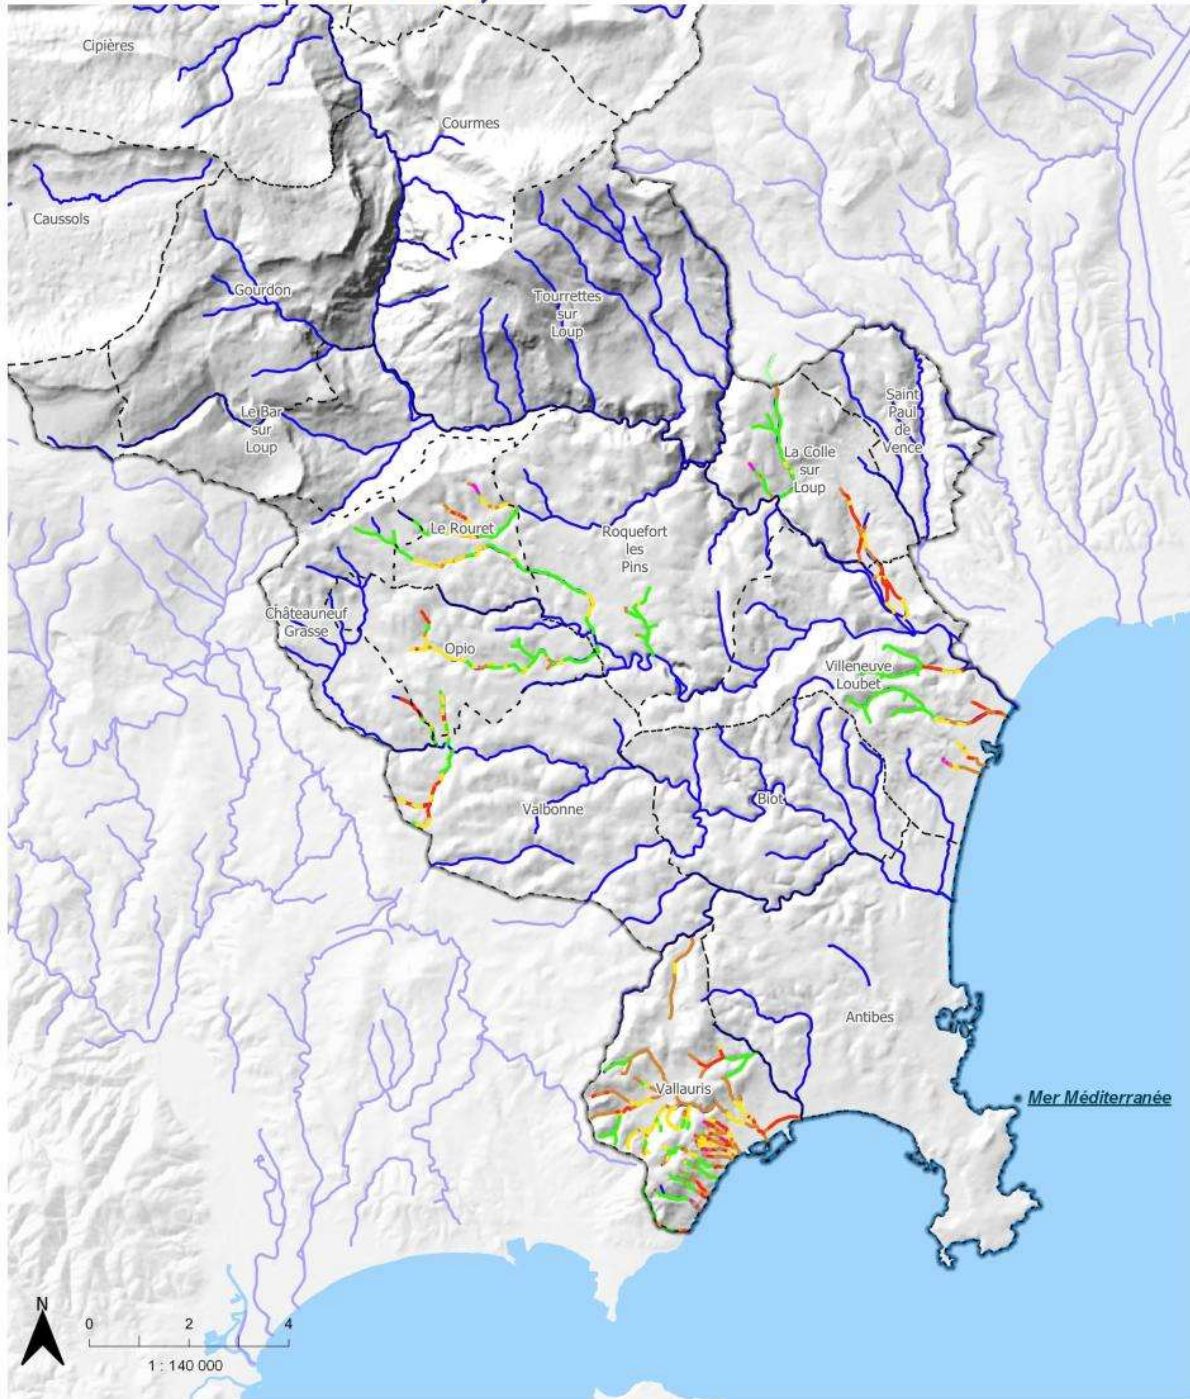 Cipières
Courmes
Caussols
Gourdon
Tourrettes
sur
Loup
Le Bar
sur
Loup
Saint
Paul
de
Vence
La Colle
sur
Loup
Le Rouret
Roquefort
les
Pins
Châteauneuf
Grasse
Opio
Villeneuve
Loubet
Valbonne
Biot
Antibes
Vallauris
Mer Méditerranée
N
0 2 4
1 : 140 000